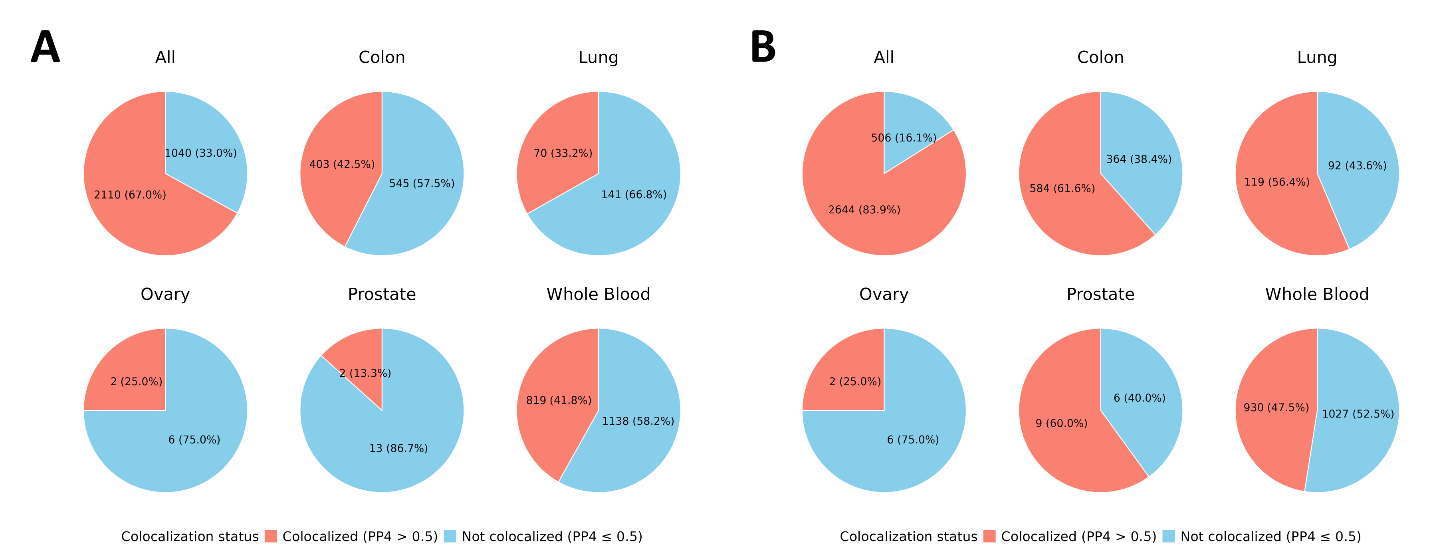 A
All
Colon
Lung
1040 (33.0%)
2110 (67.0%)
403 (42.5%)
545 (57.5%)
70 (33.2%)
141 (66.8%)
Ovary
Prostate
Whole Blood
2 (25.0%)
6 (75.0%)
2 (13.3%)
13 (86.7%)
819 (41.8%)
1138 (58.2%)
Colocalization status Colocalized (PP4 > 0.5) Not colocalized (PP4 ≤ 0.5)
B
All
Colon
Lung
506 (16.1%)
2644 (83.9%)
364 (38.4%)
584 (61.6%)
92 (43.6%)
119 (56.4%)
Ovary
Prostate
Whole Blood
2 (25.0%)
6 (75.0%)
6 (40.0%)
9 (60.0%)
930 (47.5%)
1027 (52.5%)
Colocalization status Colocalized (PP4 > 0.5) Not colocalized (PP4 ≤ 0.5)